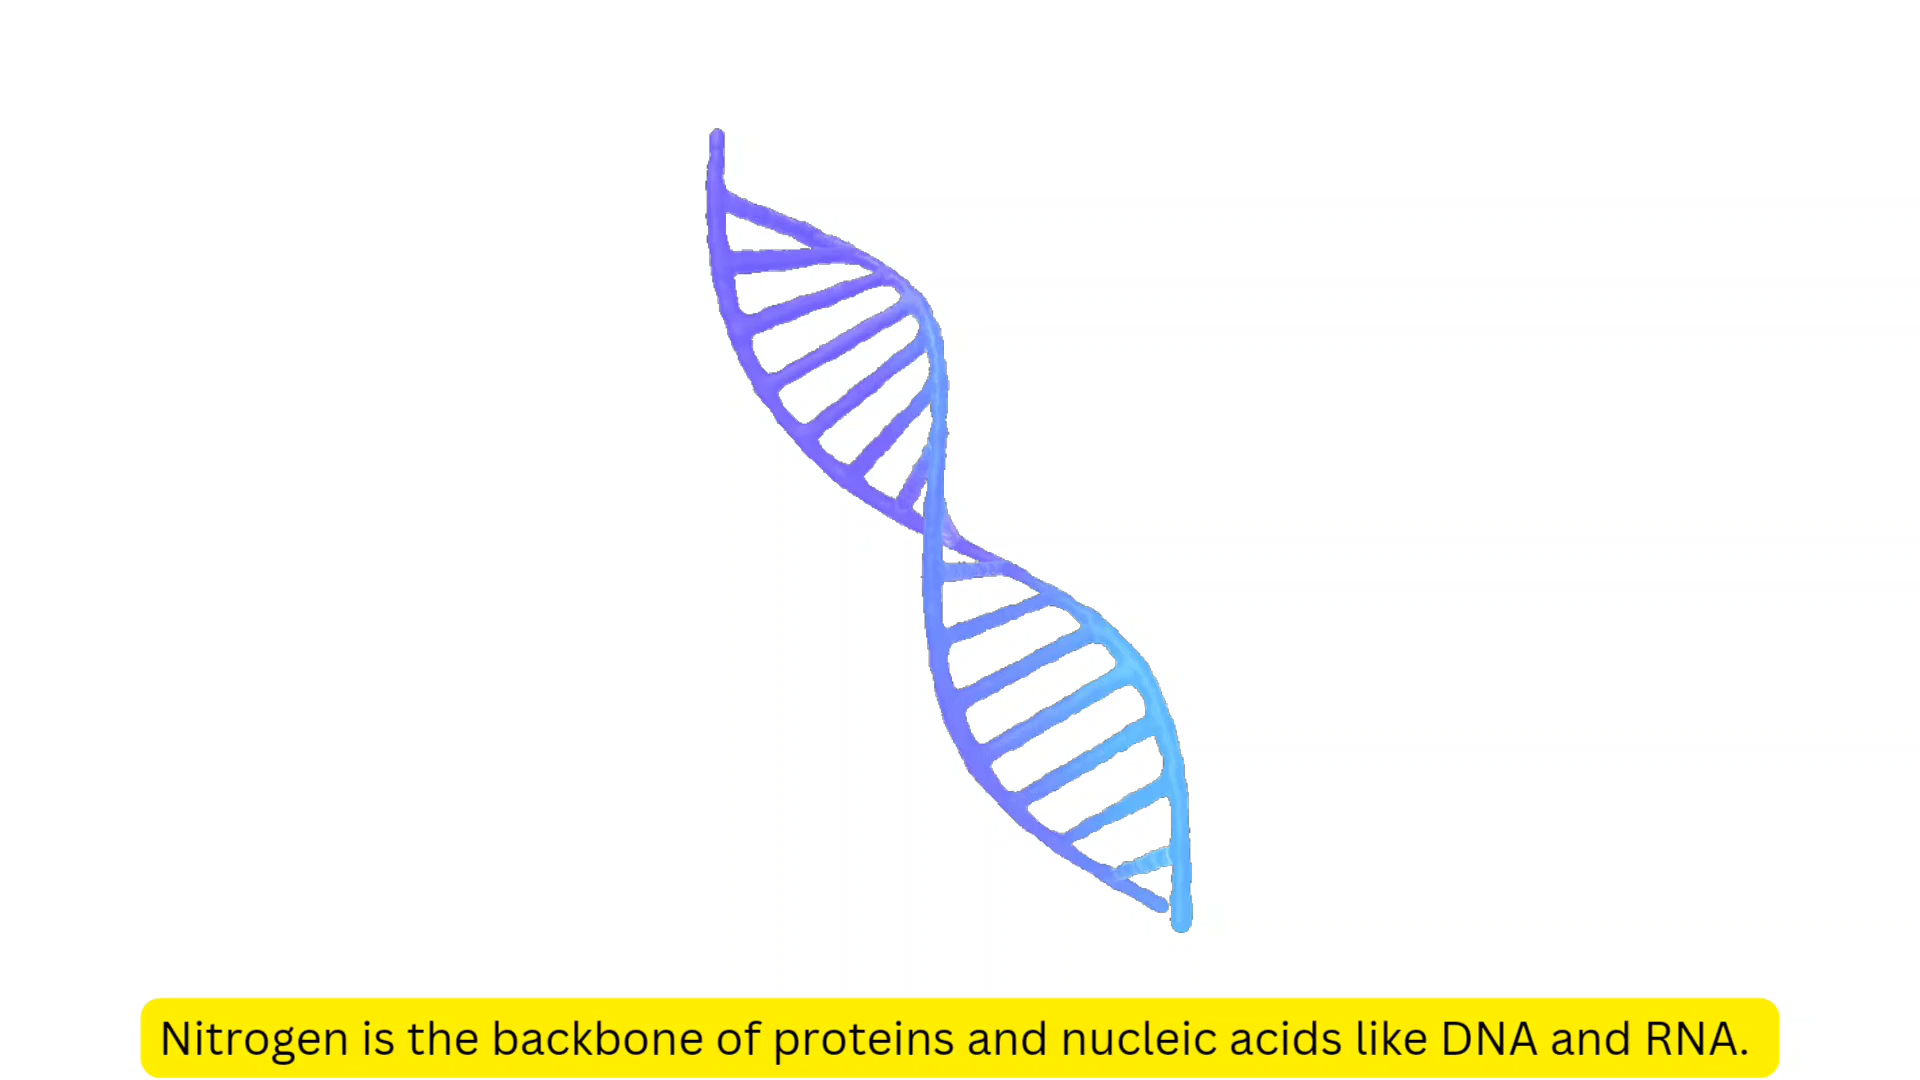 Nitrogen is the backbone of proteins and nucleic acids like DNA and RNA.